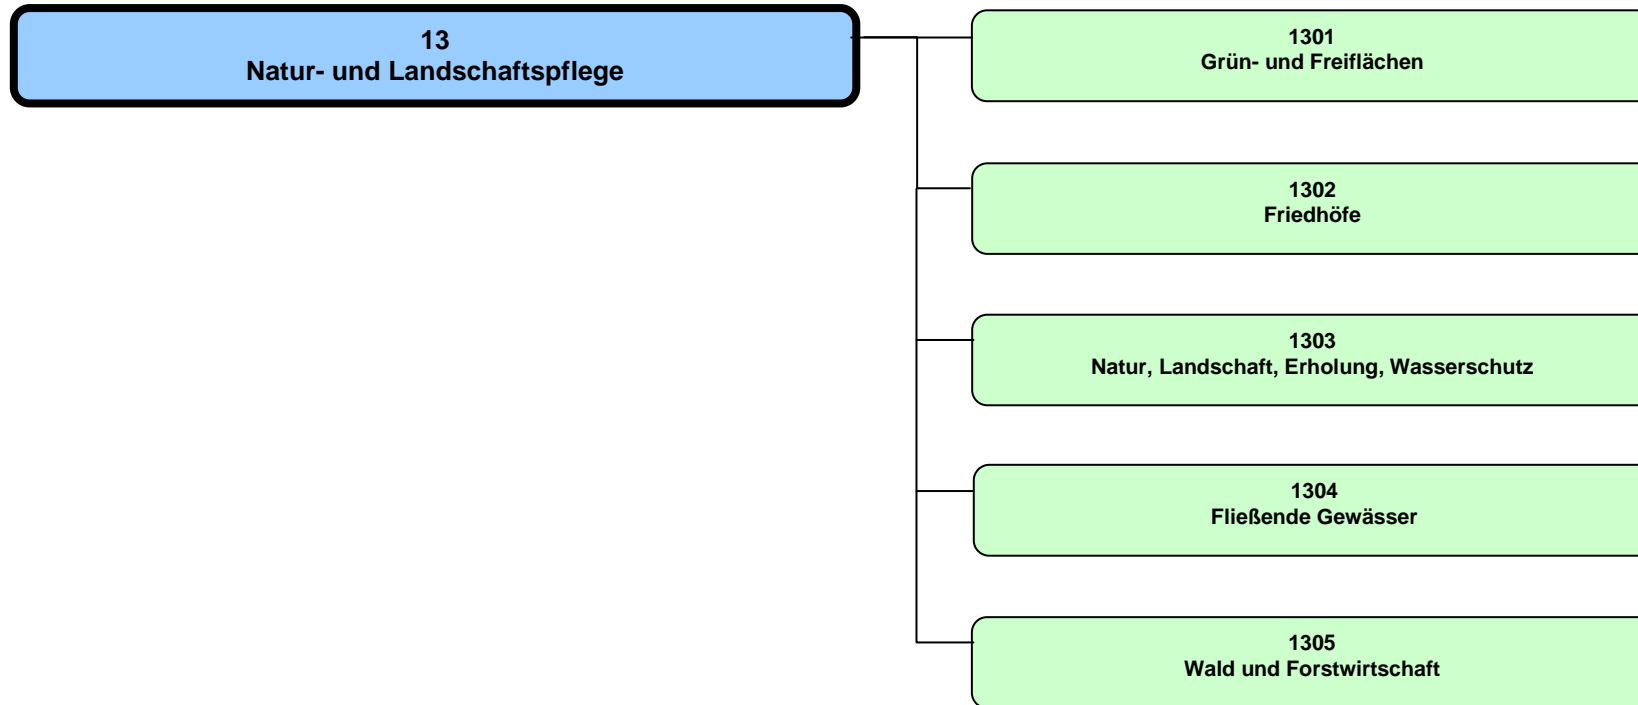 13
Natur- und Landschaftspflege
1301
Grün- und Freiflächen
1302
Friedhöfe
1303
Natur, Landschaft, Erholung, Wasserschutz
1304
Fließende Gewässer
1305
Wald und Forstwirtschaft